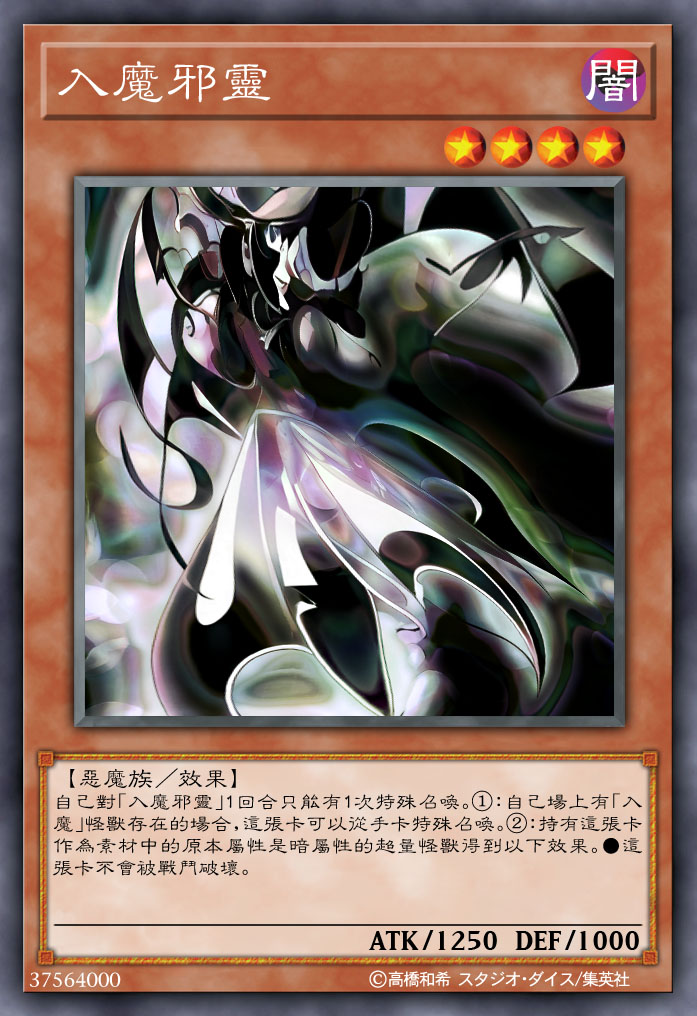 入魔邪靈
闇
【惡魔族／效果】
自己對「入魔邪靈」1回合只能有1次特殊召喚。①：自己場上有「入
魔」怪獸存在的場合，這張卡可以從手卡特殊召喚。②：持有這張卡
作為素材中的原本屬性是暗屬性的超量怪獸得到以下效果。●這
張卡不會被戰鬥破壞。
ATK/1250 DEF/1000
37564000 ©高橋和希 スタジオ・ダイス/集英社